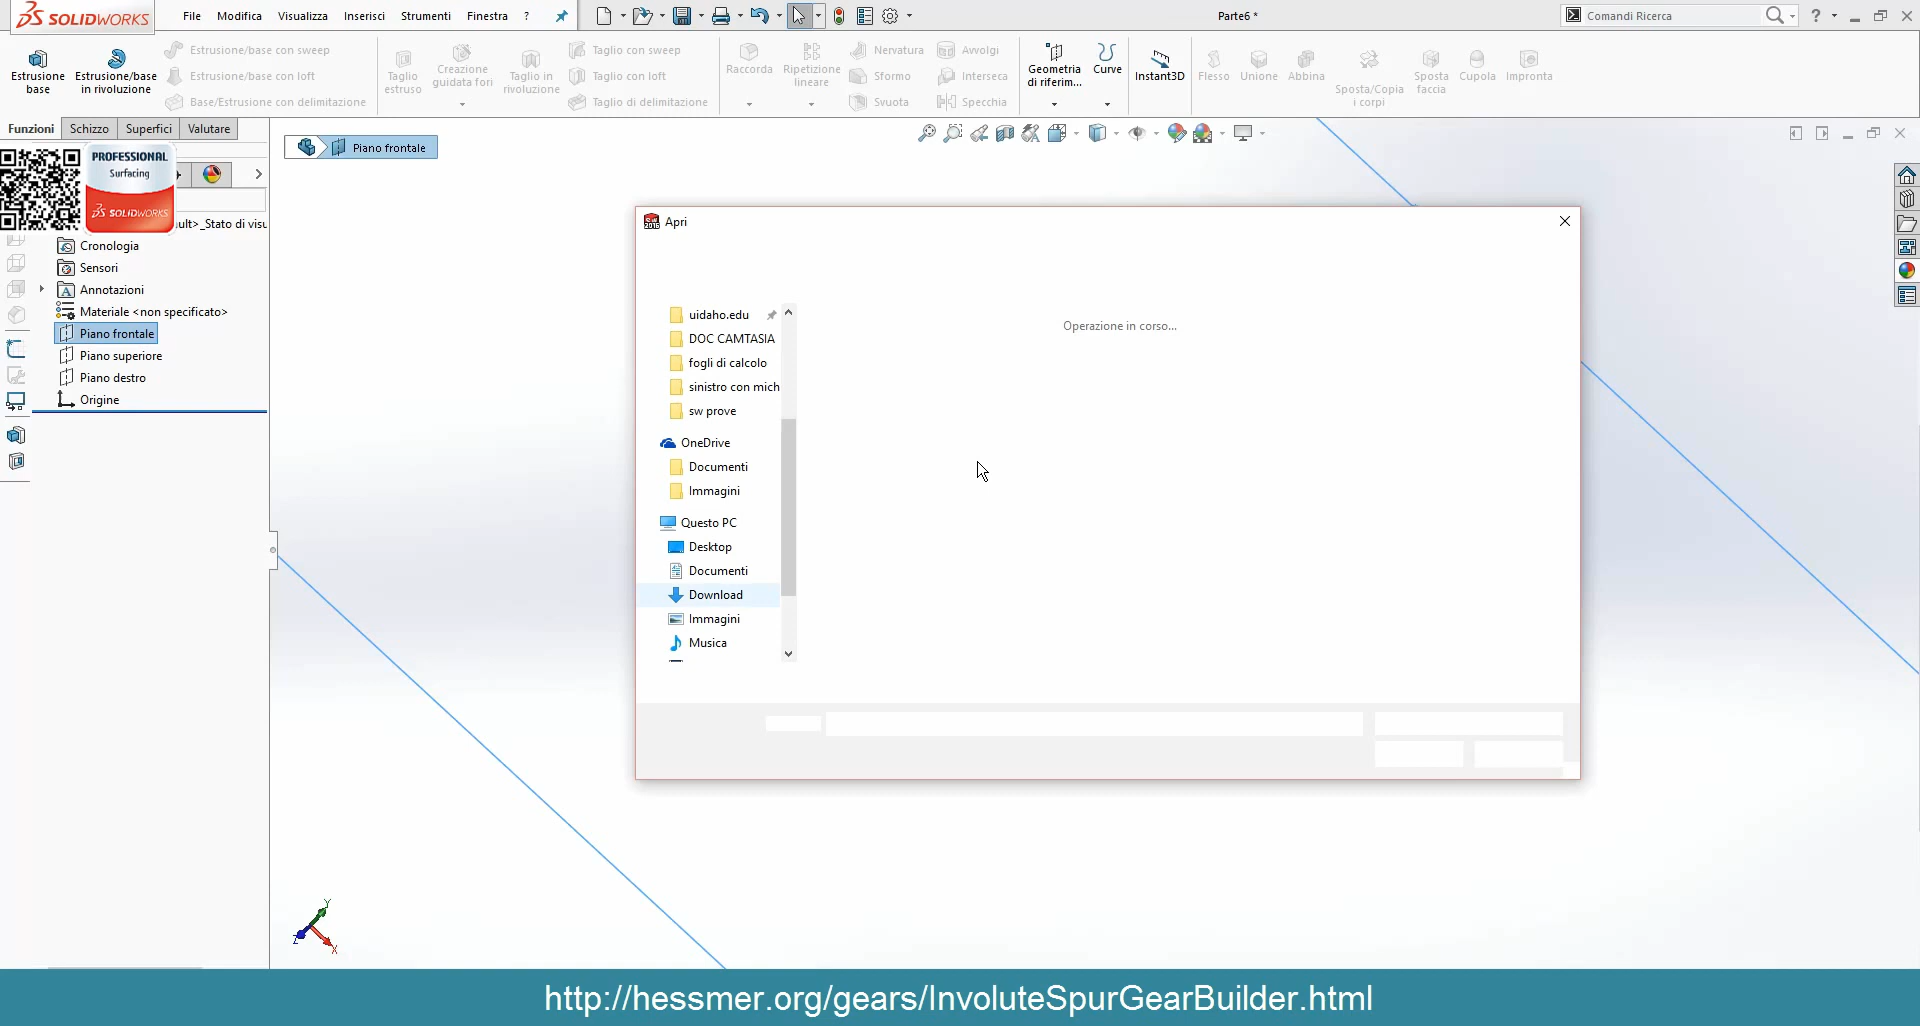 SOLIDWORKS
File Modifica Visualizza Inserisci Strumenti Finestra ?
Parte6 *
Comandi Ricerca
?
Estrusione
base
Estrusione/base
in rivoluzione
Estrusione/base con sweep
Estrusione/base con loft
Base/Estrusione con delimitazione
Taglio
estruso
Creazione
guidata fori
Taglio in
rivoluzione
Taglio con sweep
Taglio con loft
Taglio di delimitazione
Raccorda
Ripetizione
lineare
Nervatura
Sformo
Svuota
Avvolgi
Interseca
Specchia
Geometria
di riferim...
Curve
Instant3D
Flesso
Unione
Abbina
Sposta/Copia
i corpi
Sposta
faccia
Cupola
Impronta
Funzioni Schizzo Superfici Valutare
Piano frontale
PROFESSIONAL
Surfacing
SOLIDWORKS
ult>_Stato di visu
Cronologia
Sensori
Annotazioni
Materiale <non specificato>
Piano frontale
Piano superiore
Piano destro
Origine
Apri
uidaho.edu
DOC CAMTASIA
fogli di calcolo
sinistro con mich
sw prove
OneDrive
Documenti
Immagini
Questo PC
Desktop
Documenti
Download
Immagini
Musica
Operazione in corso...
Y
Z
X
http://hessmer.org/gears/InvoluteSpurGearBuilder.html